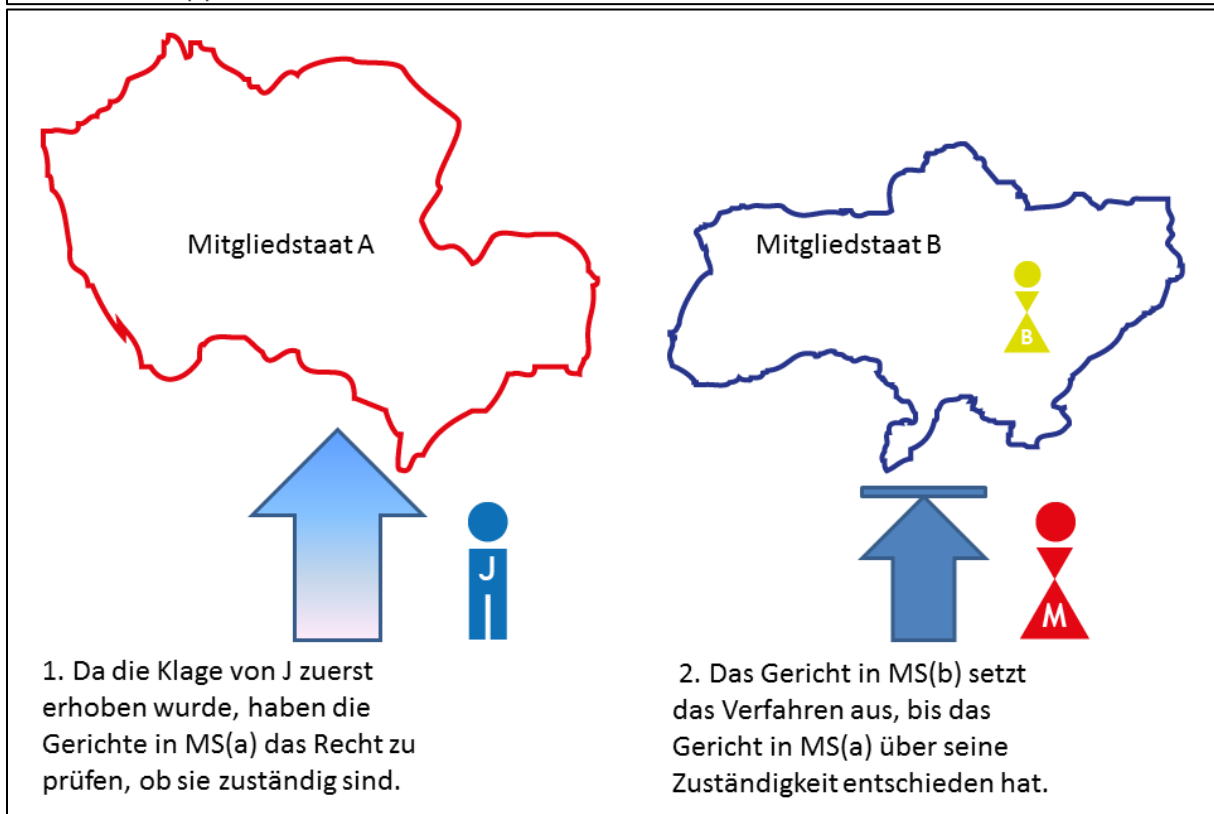 Mitgliedstaat A
Mitgliedstaat B
B
J
M
1. Da die Klage von J zuerst
erhoben wurde, haben die
Gerichte in MS(a) das Recht zu
prüfen, ob sie zuständig sind.
2. Das Gericht in MS(b) setzt
das Verfahren aus, bis das
Gericht in MS(a) über seine
Zuständigkeit entschieden hat.